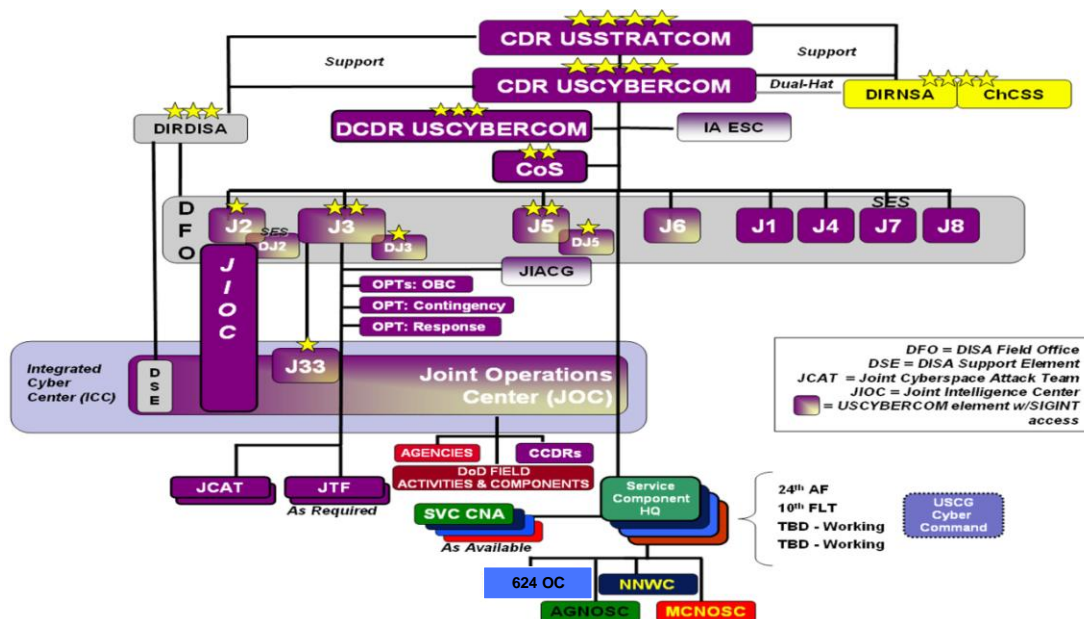 CDR USSTRATCOM
Support
Support
CDR USCYBERCOM
Dual-Hat
DIRNSA
ChCSS
DIRDISA
DCDR USCYBERCOM
IA ESC
CoS
DFO
J2
SES
DJ2
J3
DJ3
J5
DJ5
J6
J1
J4
SES
J7
J8
JIOC
JIACG
OPTs: OBC
OPT: Contingency
OPT: Response
Integrated
Cyber
Center (ICC)
DSE
J33
Joint Operations
Center (JOC)
DFO = DISA Field Office
DSE = DISA Support Element
JCAT = Joint Cyberspace Attack Team
JIOC = Joint Intelligence Center
= USCYBERCOM element w/SIGINT
access
AGENCIES
CCDRs
DoD FIELD
ACTIVITIES & COMPONENTS
JCAT
JTF
As Required
SVC CNA
As Available
Service
Component
HQ
24th AF
10th FLT
TBD - Working
TBD - Working
USCG
Cyber
Command
624 OC
NNWC
AGNOSC
MCNOSC